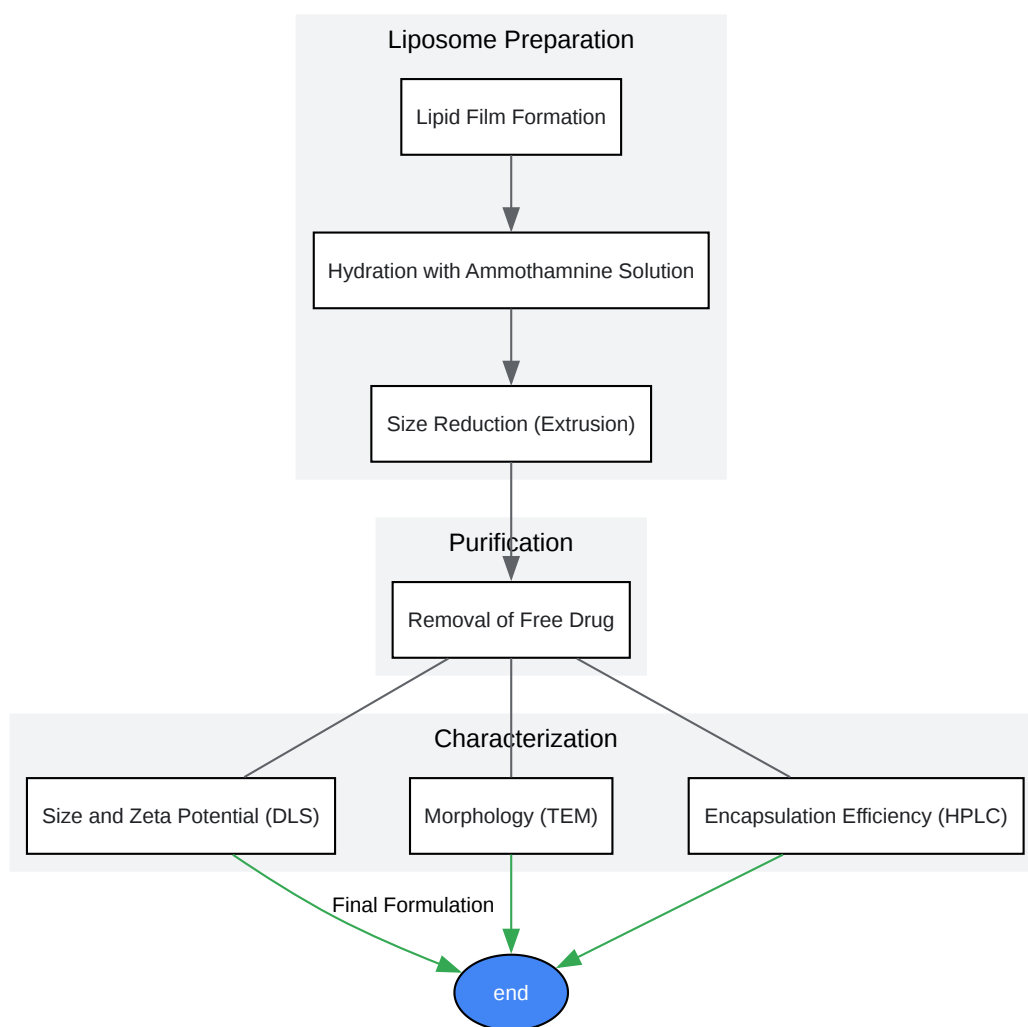 Liposome Preparation
Lipid Film Formation
Hydration with Ammothamnine Solution
Size Reduction (Extrusion)
Purification
Removal of Free Drug
Characterization
Size and Zeta Potential (DLS)
Morphology (TEM)
Encapsulation Efficiency (HPLC)
Final Formulation
end